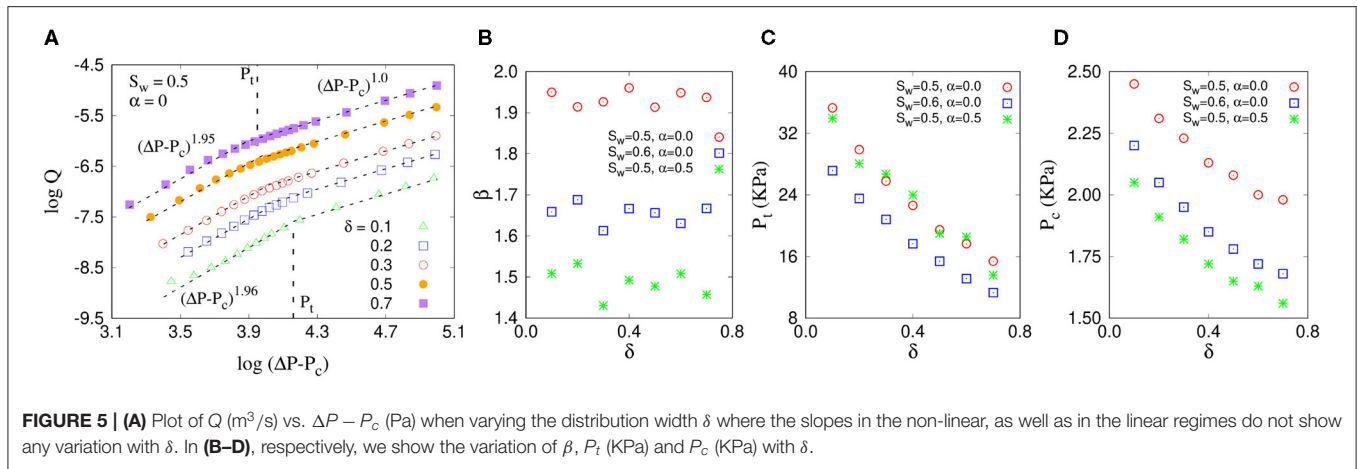 A
-4.5
-5.5
-6.5
-7.5
-8.5
-9.5
log Q
S_w = 0.5
α = 0
P_t
(ΔP-P_c)^1.0
(ΔP-P_c)^1.95
δ = 0.1
0.2
0.3
0.5
0.7
(ΔP-P_c)^1.96
P_t
3.1 3.5 3.9 4.3 4.7 5.1
log (ΔP-P_c)
B
2.0
1.9
1.8
1.7
1.6
1.5
1.4
β
S_w=0.5, α=0.0
S_w=0.6, α=0.0
S_w=0.5, α=0.5
0.0 0.4 0.8
δ
C
40
32
24
16
8
P_t (KPa)
S_w=0.5, α=0.0
S_w=0.6, α=0.0
S_w=0.5, α=0.5
0.0 0.4 0.8
δ
D
2.50
2.25
2.00
1.75
1.50
P_c (KPa)
S_w=0.5, α=0.0
S_w=0.6, α=0.0
S_w=0.5, α=0.5
0.0 0.4 0.8
δ
FIGURE 5 | (A) Plot of Q (m³/s) vs. ΔP − P_c (Pa) when varying the distribution width δ where the slopes in the non-linear, as well as in the linear regimes do not show
any variation with δ. In (B–D), respectively, we show the variation of β, P_t (KPa) and P_c (KPa) with δ.